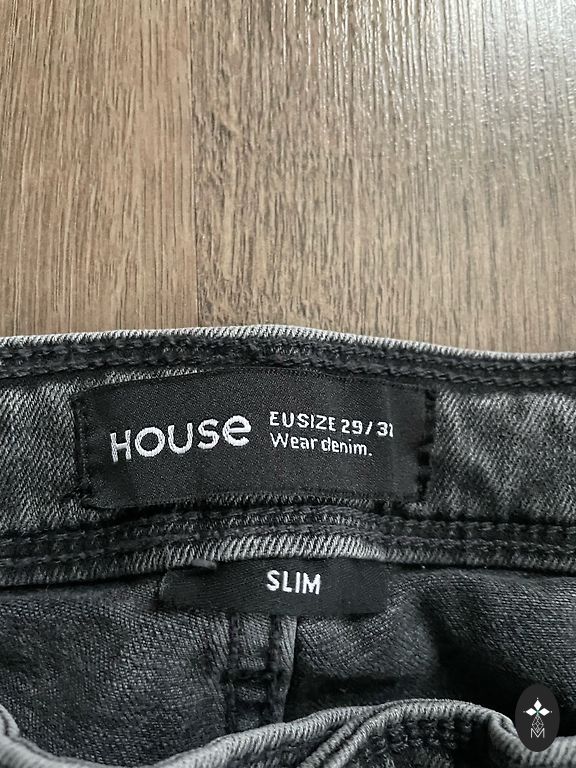 HOUSE
EUSIZE 29/31
Wear denim.
SLIM
M